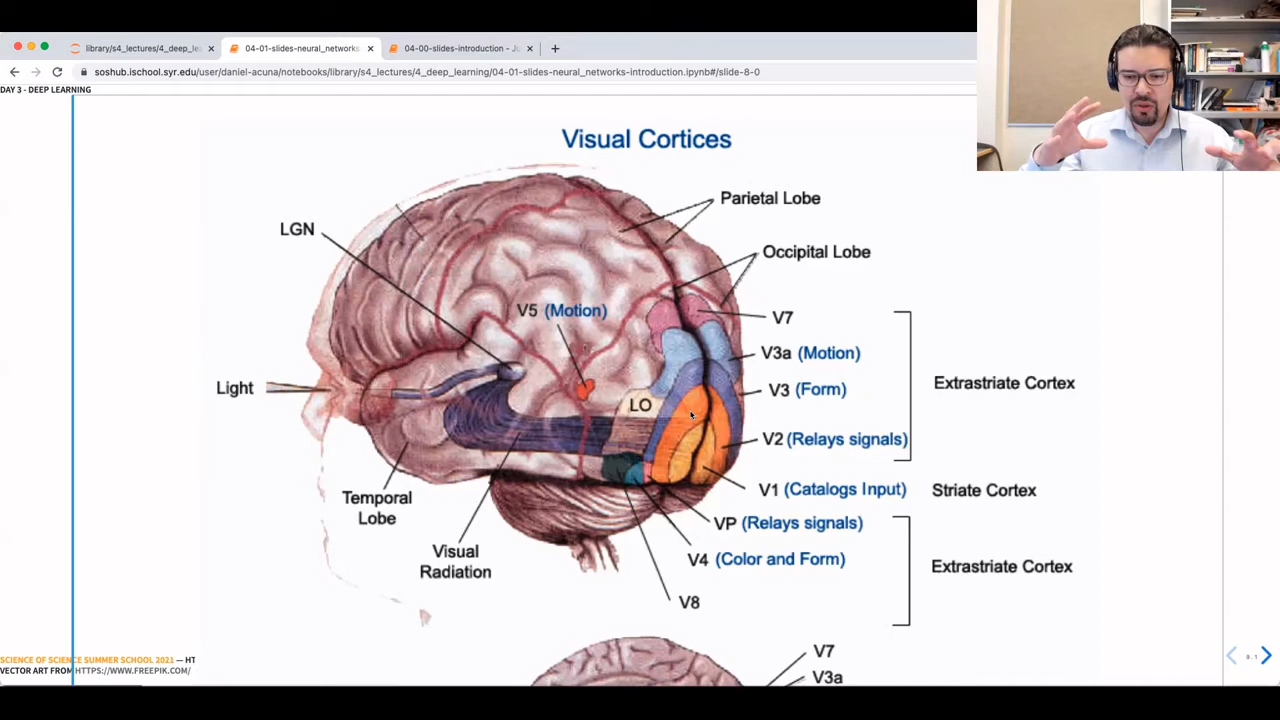 library/s4_lectures/4_deep_le
04-01-slides-neural_networks
04-00-slides-introduction - Ju
soshub.ischool.syr.edu/user/daniel-acuna/notebooks/library/s4_lectures/4_deep_learning/04-01-slides-neural_networks-introduction.ipynb#/slide-8-0
DAY 3 - DEEP LEARNING
Visual Cortices
Parietal Lobe
LGN
Occipital Lobe
V5 (Motion)
V7
V3a (Motion)
Extrastriate Cortex
Light
V3 (Form)
LO
V2 (Relays signals)
V1 (Catalogs Input)
Striate Cortex
Temporal
Lobe
VP (Relays signals)
Visual
Radiation
V4 (Color and Form)
Extrastriate Cortex
V8
V7
V3a
SCIENCE OF SCIENCE SUMMER SCHOOL 2021 — HT
VECTOR ART FROM HTTPS://WWW.FREEPIK.COM/